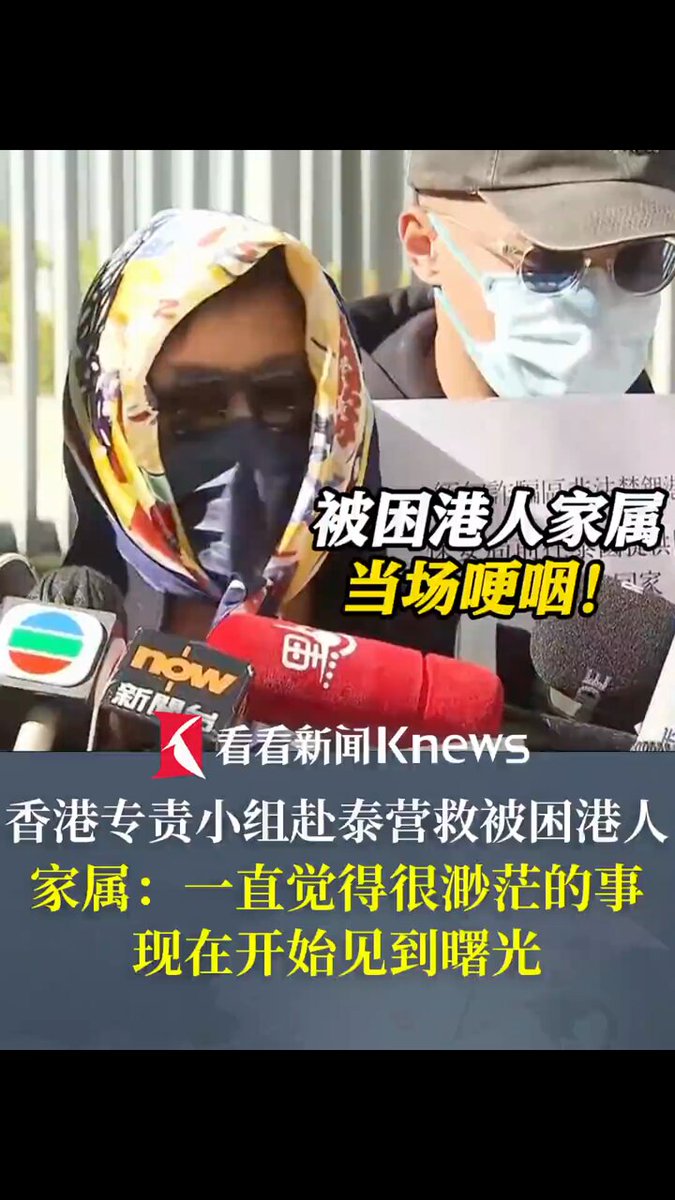 被困港人家属
当场哽咽！
now
新聞台
看看新闻Knews
香港专责小组赴泰营救被困港人
家属：一直觉得很渺茫的事
现在开始见到曙光